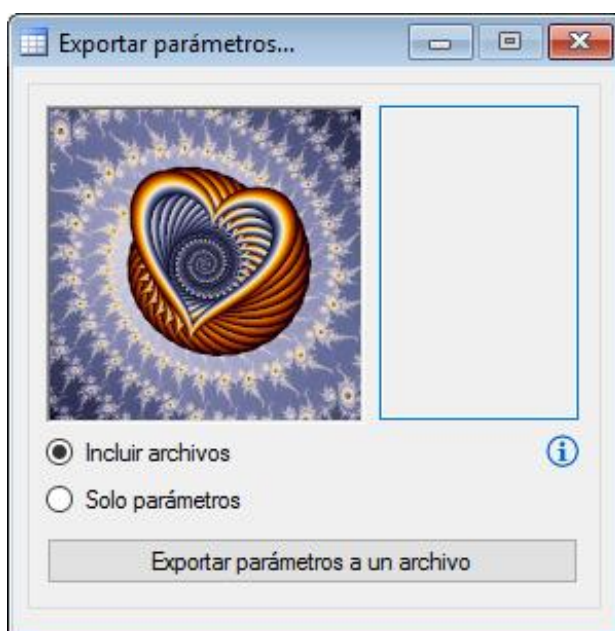 Exportar parámetros...
Incluir archivos
Solo parámetros
Exportar parámetros a un archivo